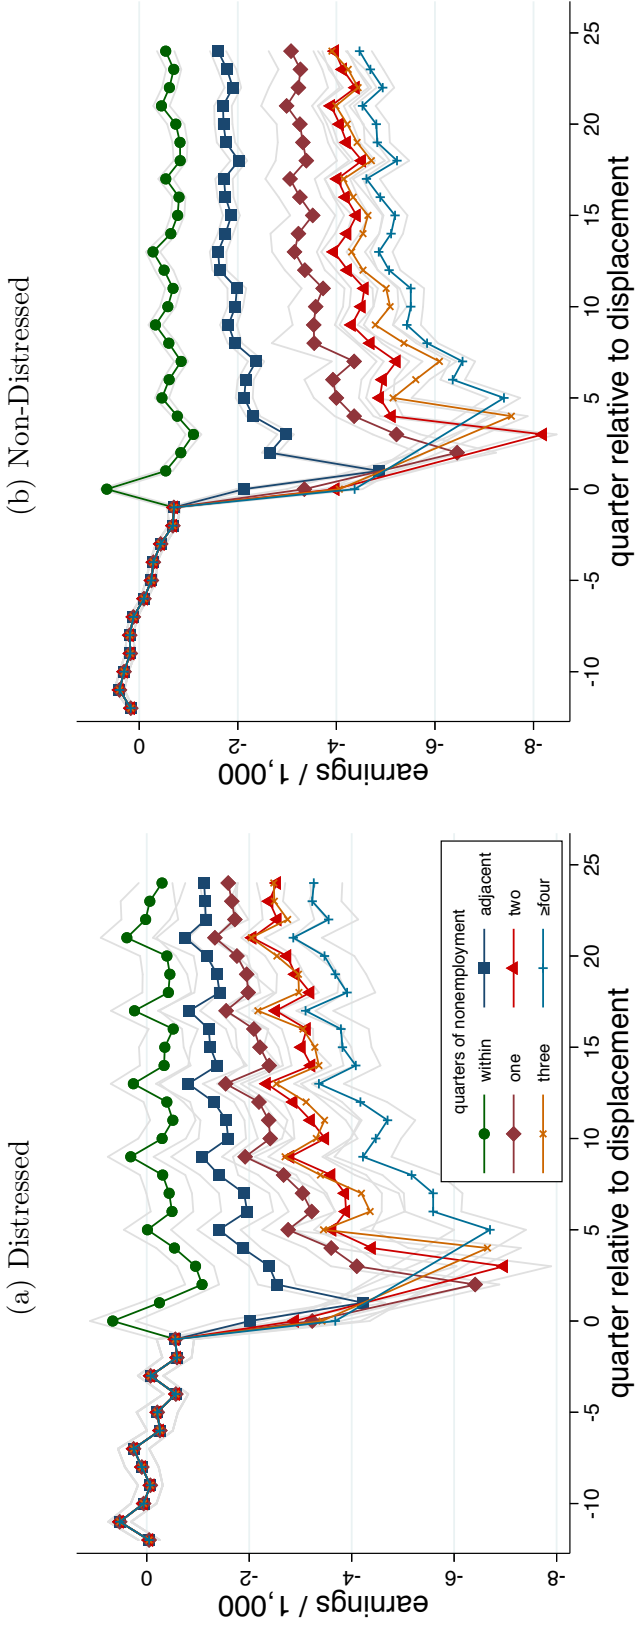 (a) Distressed
earnings / 1,000
0
-2
-4
-6
-8
-10
-5
0
5
10
15
20
25
quarter relative to displacement
quarters of nonemployment
within
adjacent
one
two
three
≥four
(b) Non-Distressed
earnings / 1,000
0
-2
-4
-6
-8
-10
-5
0
5
10
15
20
25
quarter relative to displacement